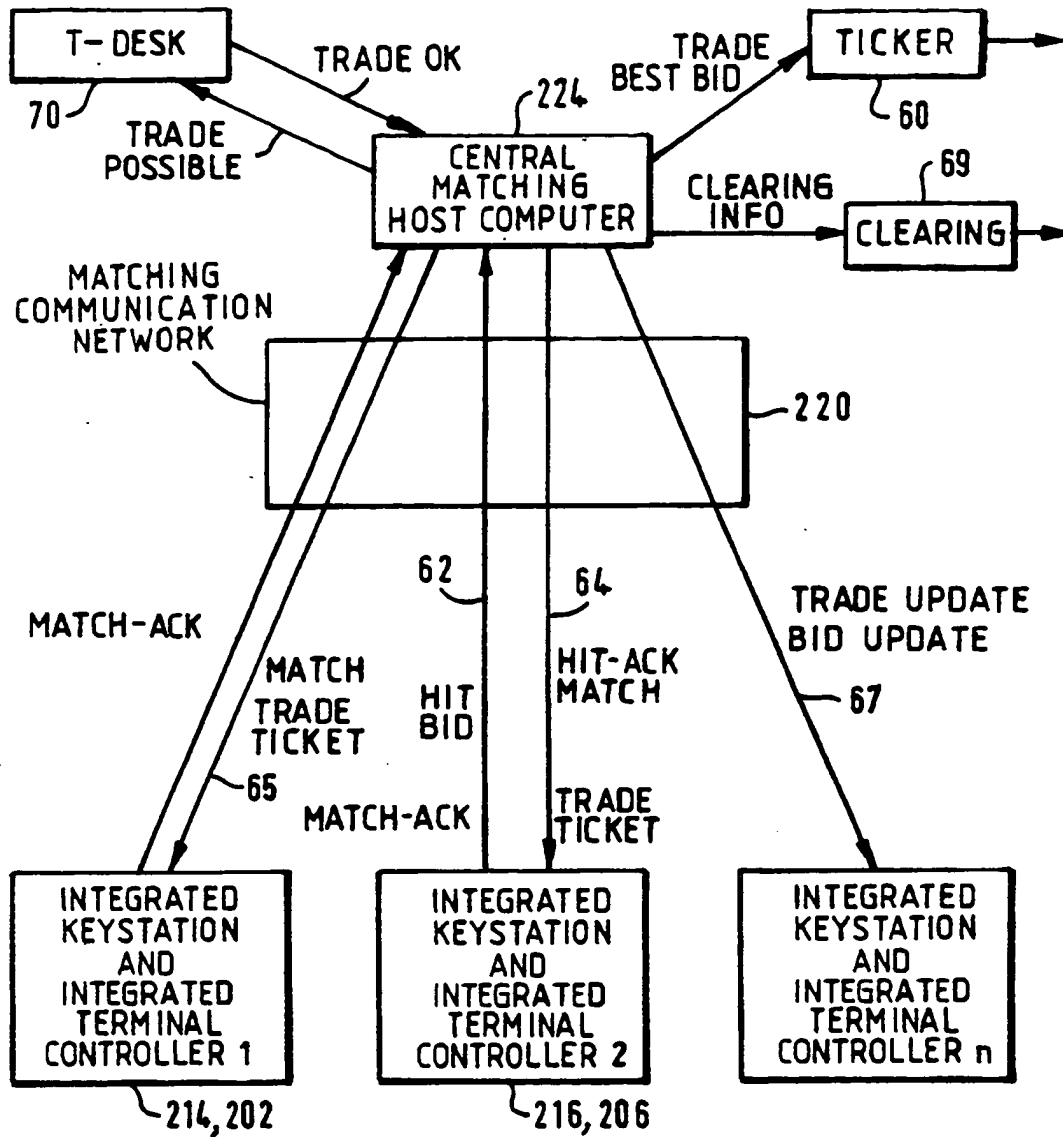 T-DESK
70
TRADE OK
TRADE
POSSIBLE
TRADE
BEST BID
TICKER
60
224
CENTRAL
MATCHING
HOST COMPUTER
CLEARING
INFO
69
CLEARING
MATCHING
COMMUNICATION
NETWORK
220
MATCH-ACK
MATCH
TRADE
TICKET
65
62
HIT
BID
MATCH-ACK
64
HIT-ACK
MATCH
TRADE
TICKET
TRADE UPDATE
BID UPDATE
67
INTEGRATED
KEYSTATION
AND
INTEGRATED
TERMINAL
CONTROLLER 1
214,202
INTEGRATED
KEYSTATION
AND
INTEGRATED
TERMINAL
CONTROLLER 2
216,206
INTEGRATED
KEYSTATION
AND
INTEGRATED
TERMINAL
CONTROLLER n